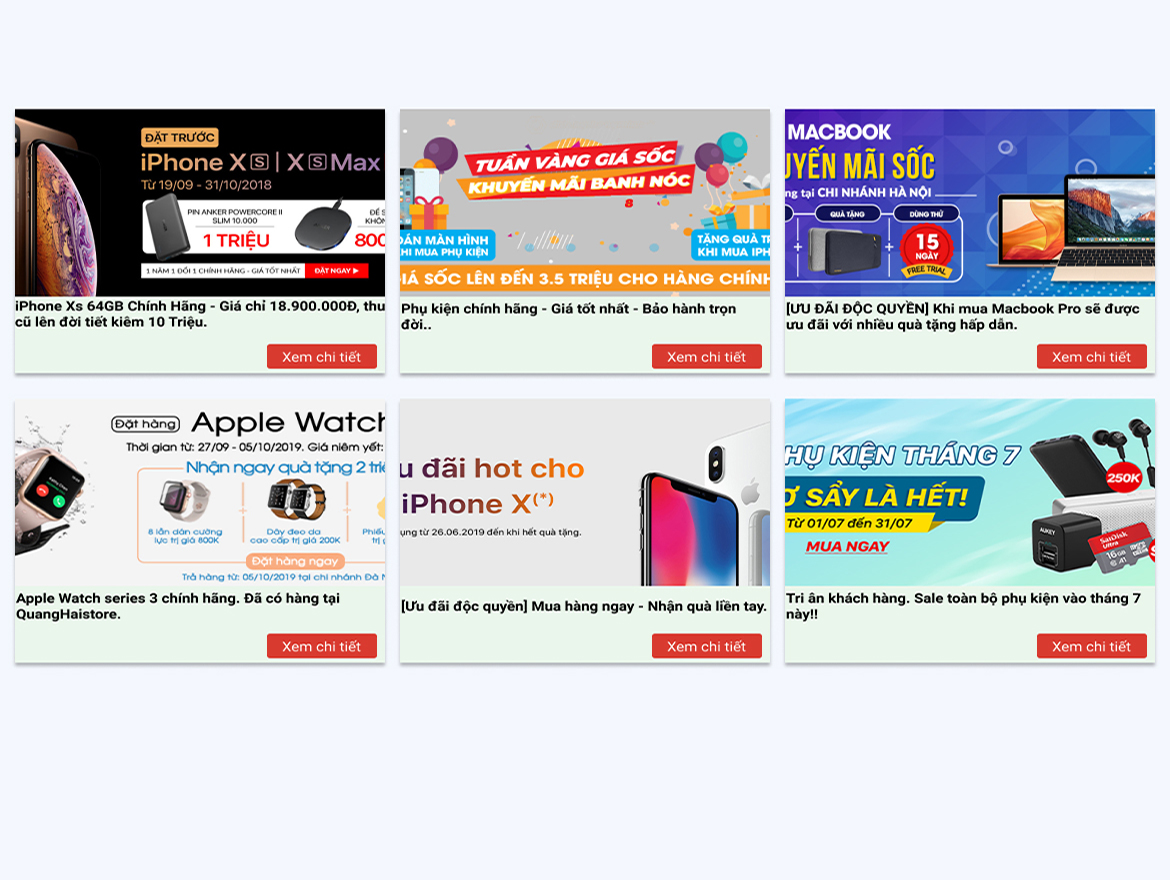 ĐẶT TRƯỚC
iPhone XS | XS Max
Từ 19/09 - 31/10/2018
PIN ANKER POWERCORE II
SLIM 10.000
1 TRIỆU
ĐẾ S
KHÔN
800
1 NĂM 1 ĐỔI 1 CHÍNH HÃNG - GIÁ TỐT NHẤT
ĐẶT NGAY ▶
iPhone Xs 64GB Chính Hãng - Giá chỉ 18.900.000Đ, thu
cũ lên đời tiết kiêm 10 Triệu.
Xem chi tiết
TUẦN VÀNG GIÁ SỐC
KHUYẾN MÃI BANH NÓC
8
DÁN MÀN HÌNH
KHI MUA PHỤ KIỆN
TẶNG QUÀ TR
KHI MUA IPH
GIÁ SỐC LÊN ĐẾN 3.5 TRIỆU CHO HÀNG CHÍNH
Phụ kiện chính hãng - Giá tốt nhất - Bảo hành trọn
đời..
Xem chi tiết
MACBOOK
UYẾN MÃI SỐC
ng tại CHI NHÁNH HÀ NỘI
QUÀ TẶNG
DÙNG THỬ
+
+
15
NGÀY
FREE TRIAL
[ƯU ĐÃI ĐỘC QUYỀN] Khi mua Macbook Pro sẽ được
ưu đãi với nhiều quà tặng hấp dẫn.
Xem chi tiết
Đặt hàng Apple Watch
Thời gian từ: 27/09 - 05/10/2019. Giá niêm yết:
Nhận ngay quà tặng 2 triệ
+
+
8 lần dán cường
lực trị giá 800K
Dây đeo da
cao cấp trị giá 200K
Phiếu
trị g
Đặt hàng ngay
Trả hàng từ: 05/10/2019 tại chi nhánh Đà N
Apple Watch series 3 chính hãng. Đã có hàng tại
QuangHaistore.
Xem chi tiết
u đãi hot cho
iPhone X(*)
ụng từ 26.06.2019 đến khi hết quà tặng.
[Ưu đãi độc quyền] Mua hàng ngay - Nhận quà liền tay.
Xem chi tiết
HỤ KIỆN THÁNG 7
Ơ SẨY LÀ HẾT!
Từ 01/07 đến 31/07
MUA NGAY
250K
AUKEY
SanDisk
Ultra
16GB
A1
Tri ân khách hàng. Sale toàn bộ phụ kiện vào tháng 7
này!!
Xem chi tiết